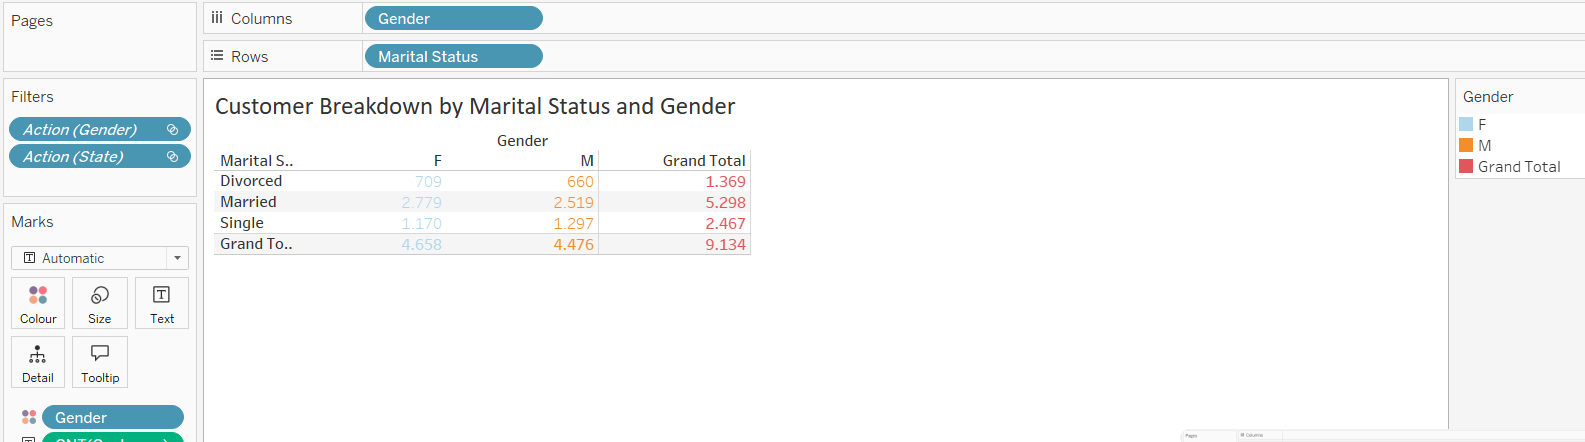 Pages
Columns
Gender
Rows
Marital Status
Filters
Action (Gender)
Action (State)
Marks
Automatic
Colour Size Text
Detail Tooltip
Gender
Customer Breakdown by Marital Status and Gender
Gender
Marital S.. F M Grand Total
Divorced 709 660 1.369
Married 2.779 2.519 5.298
Single 1.170 1.297 2.467
Grand To.. 4.658 4.476 9.134
Gender
F
M
Grand Total
Pages Columns